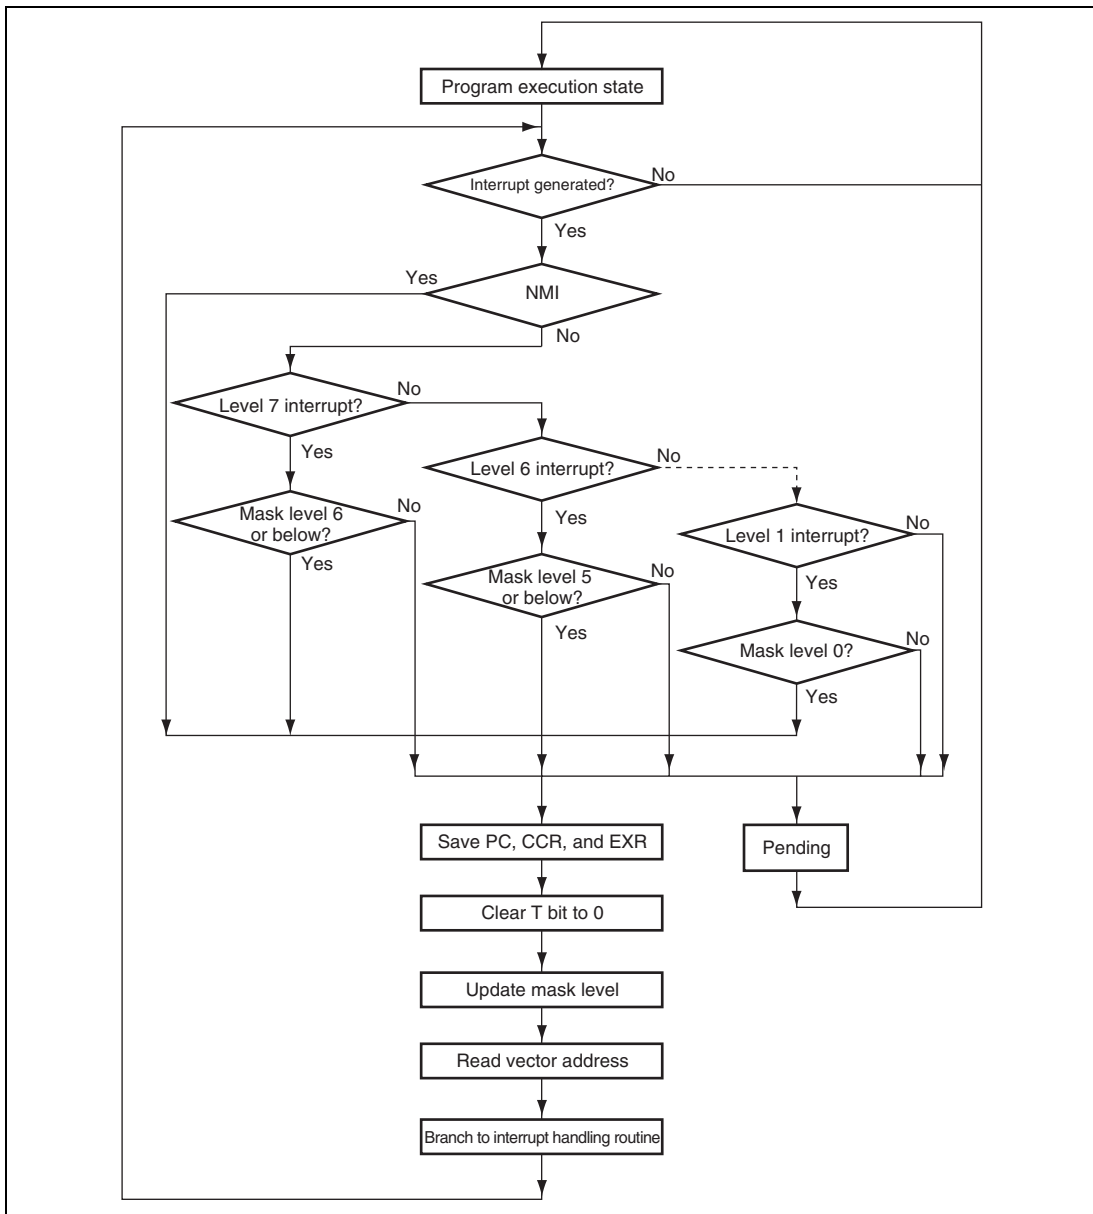 Program execution state
Interrupt generated?
No
Yes
Yes
NMI
No
Level 7 interrupt?
No
Yes
Level 6 interrupt?
No
Mask level 6
or below?
No
Yes
Yes
Level 1 interrupt?
No
Mask level 5
or below?
No
Yes
Yes
Mask level 0?
No
Yes
Save PC, CCR, and EXR
Pending
Clear T bit to 0
Update mask level
Read vector address
Branch to interrupt handling routine